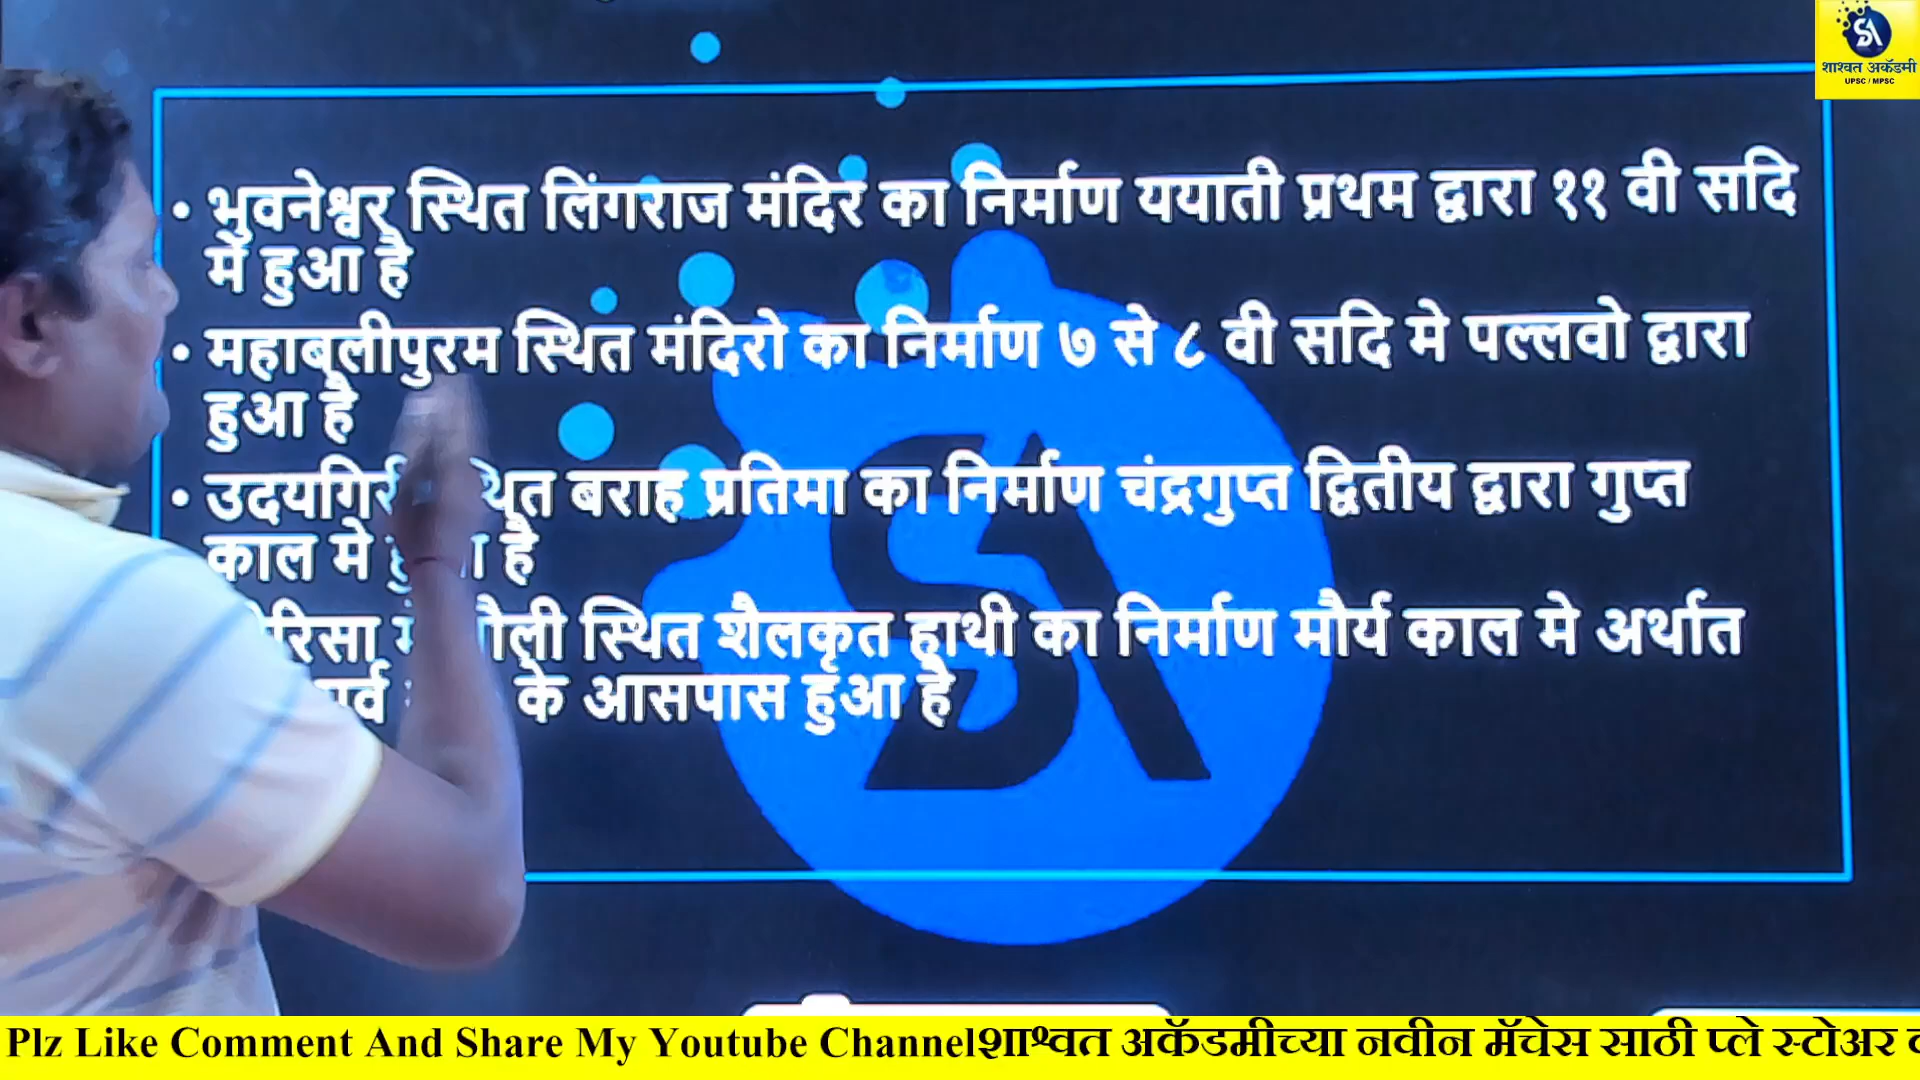 शाश्वत अकॅडमी
UPSC / MPSC
• भुवनेश्वर स्थित लिंगराज मंदिर का निर्माण ययाती प्रथम द्वारा ११ वी सदि
में हुआ है
• महाबलीपुरम स्थित मंदिरो का निर्माण ७ से ८ वी सदि मे पल्लवो द्वारा
हुआ है
• बराह प्रतिमा का निर्माण चंद्रगुप्त द्वितीय द्वारा गुप्त
काल मे है
स्थित शैलकृत हाथी का निर्माण मौर्य काल मे अर्थात
के आसपास हुआ है
Plz Like Comment And Share My Youtube Channelशाश्वत अकॅडमीच्या नवीन मॅचेस साठी प्ले स्टोअर